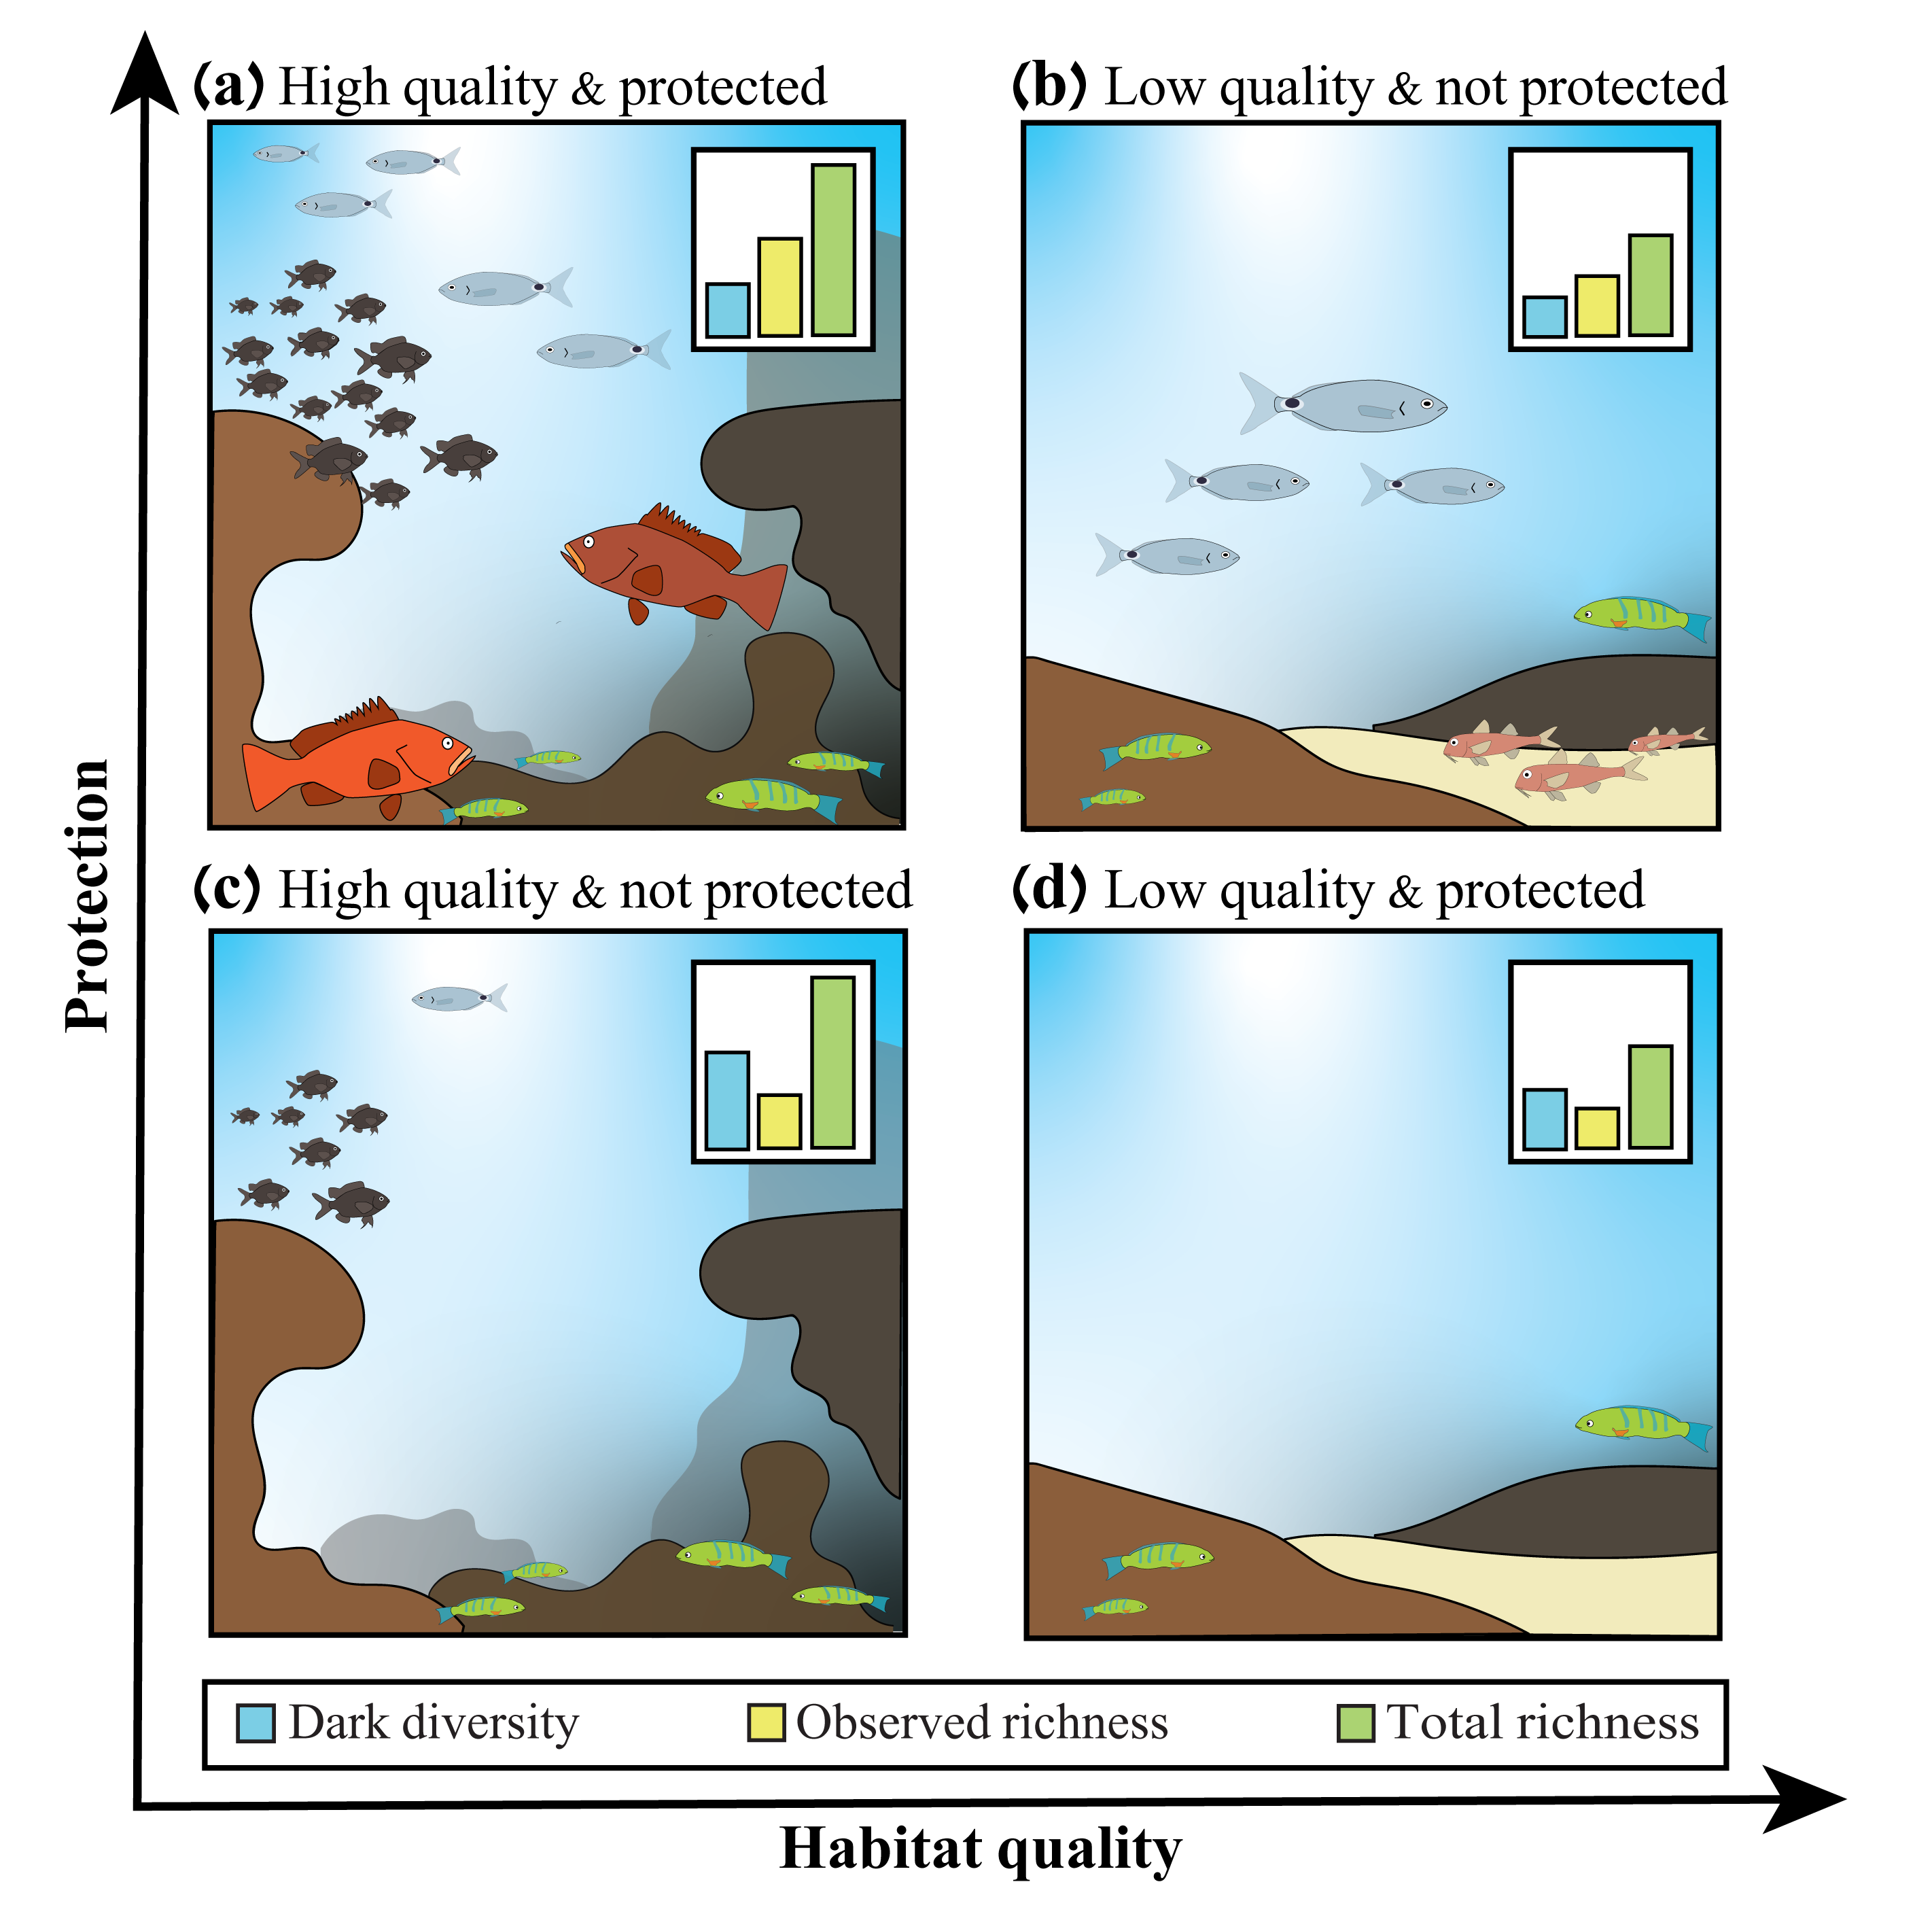 (a) High quality & protected
(b) Low quality & not protected
(c) High quality & not protected
(d) Low quality & protected
Protection
Dark diversity
Observed richness
Total richness
Habitat quality